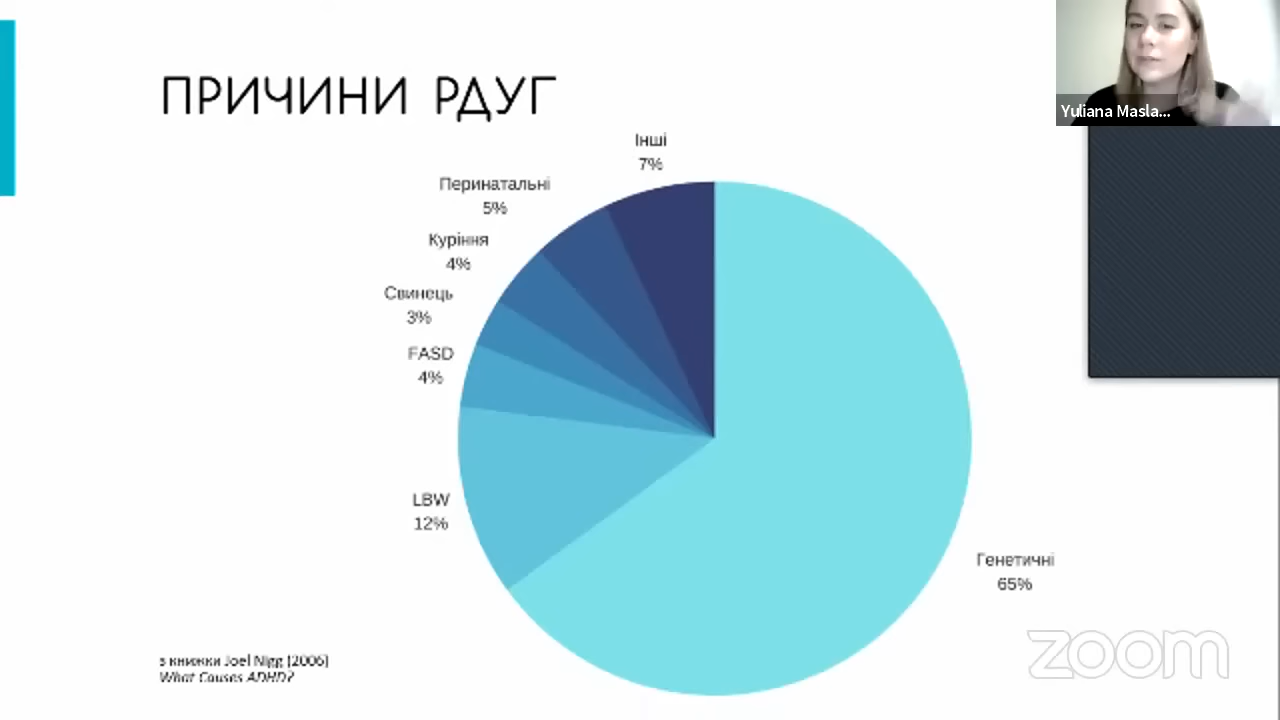 Yuliana Masla...
ПРИЧИНИ РДУГ
Інші
7%
Перинатальні
5%
Куріння
4%
Свинець
3%
FASD
4%
LBW
12%
Генетичні
65%
з книжки Joel Nigg (2006)
What Causes ADHD?
zoom